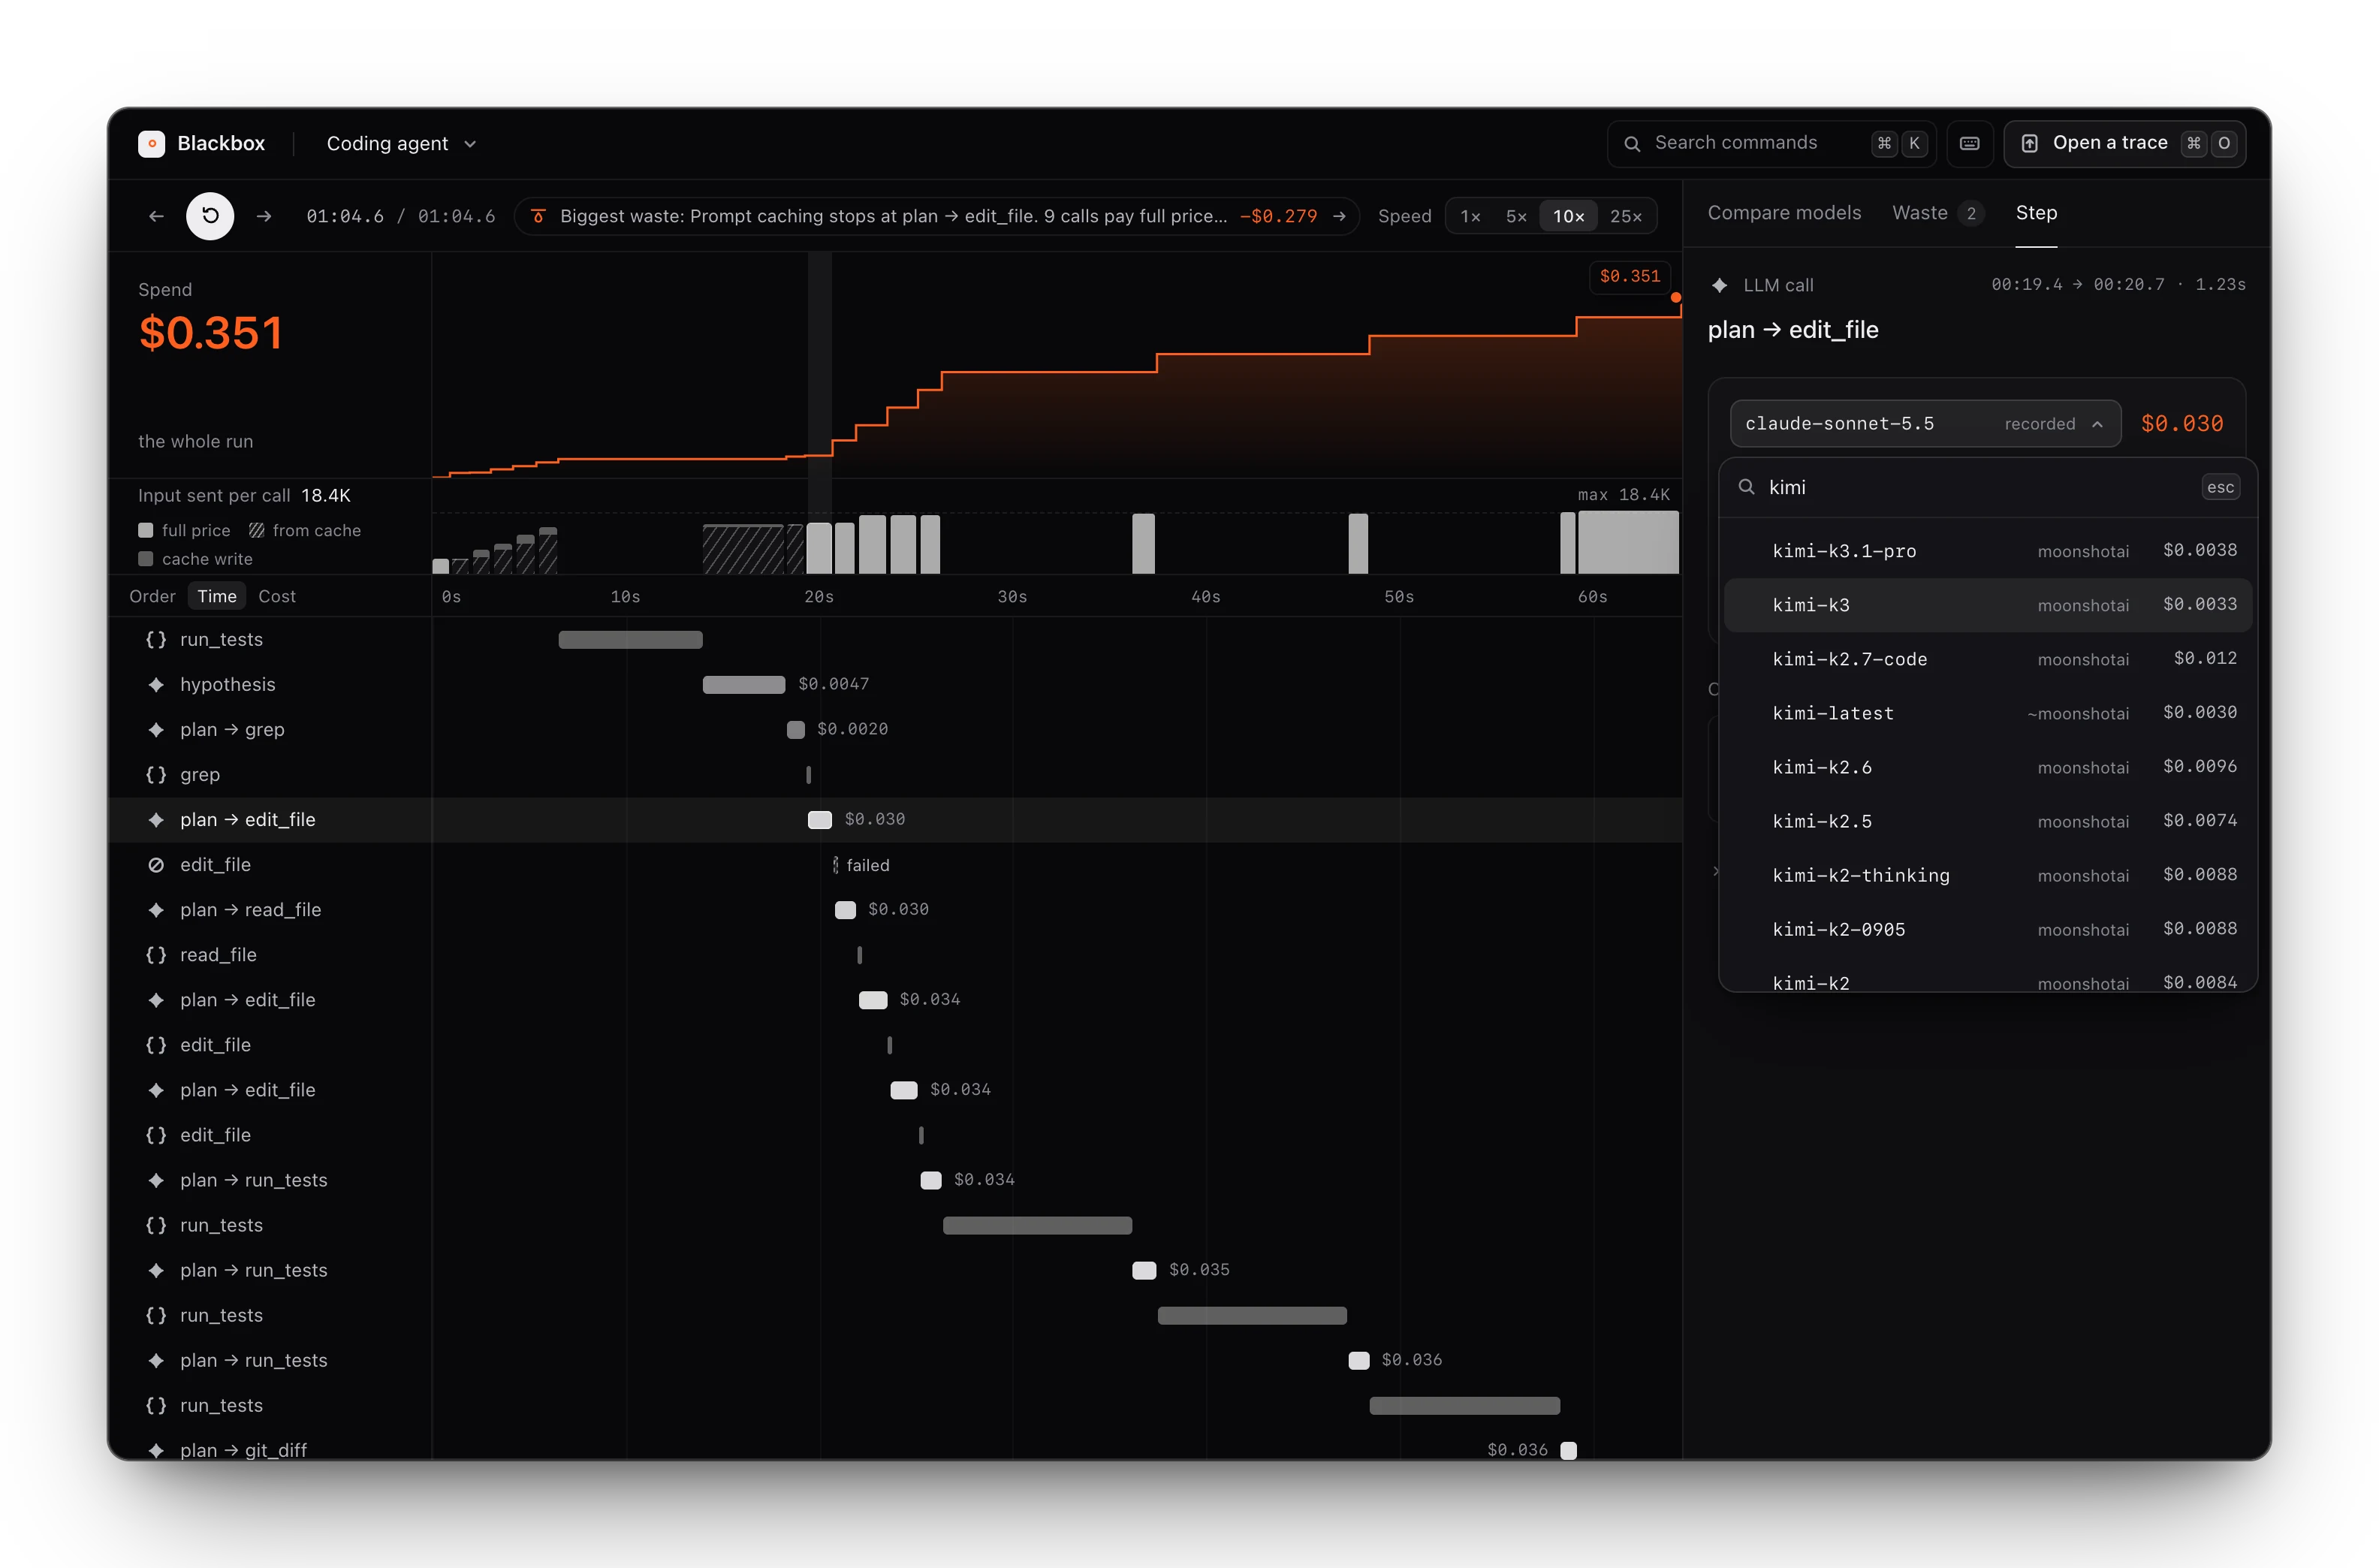 Blackbox
Coding agent
Search commands ⌘ K
Open a trace ⌘ O
01:04.6 / 01:04.6
Biggest waste: Prompt caching stops at plan → edit_file. 9 calls pay full price... −$0.279 →
Speed 1× 5× 10× 25×
Compare models Waste 2 Step
Spend
$0.351
the whole run
$0.351
Input sent per call 18.4K
full price from cache
cache write
max 18.4K
Order Time Cost
0s 10s 20s 30s 40s 50s 60s
{} run_tests
hypothesis $0.0047
plan → grep $0.0020
{} grep
plan → edit_file $0.030
edit_file failed
plan → read_file $0.030
{} read_file
plan → edit_file $0.034
{} edit_file
plan → edit_file $0.034
{} edit_file
plan → run_tests $0.034
{} run_tests
plan → run_tests $0.035
{} run_tests
plan → run_tests $0.036
{} run_tests
plan → git_diff $0.036
LLM call 00:19.4 → 00:20.7 · 1.23s
plan → edit_file
claude-sonnet-5.5 recorded $0.030
kimi esc
kimi-k3.1-pro moonshotai $0.0038
kimi-k3 moonshotai $0.0033
kimi-k2.7-code moonshotai $0.012
kimi-latest ~moonshotai $0.0030
kimi-k2.6 moonshotai $0.0096
kimi-k2.5 moonshotai $0.0074
kimi-k2-thinking moonshotai $0.0088
kimi-k2-0905 moonshotai $0.0088
kimi-k2 moonshotai $0.0084